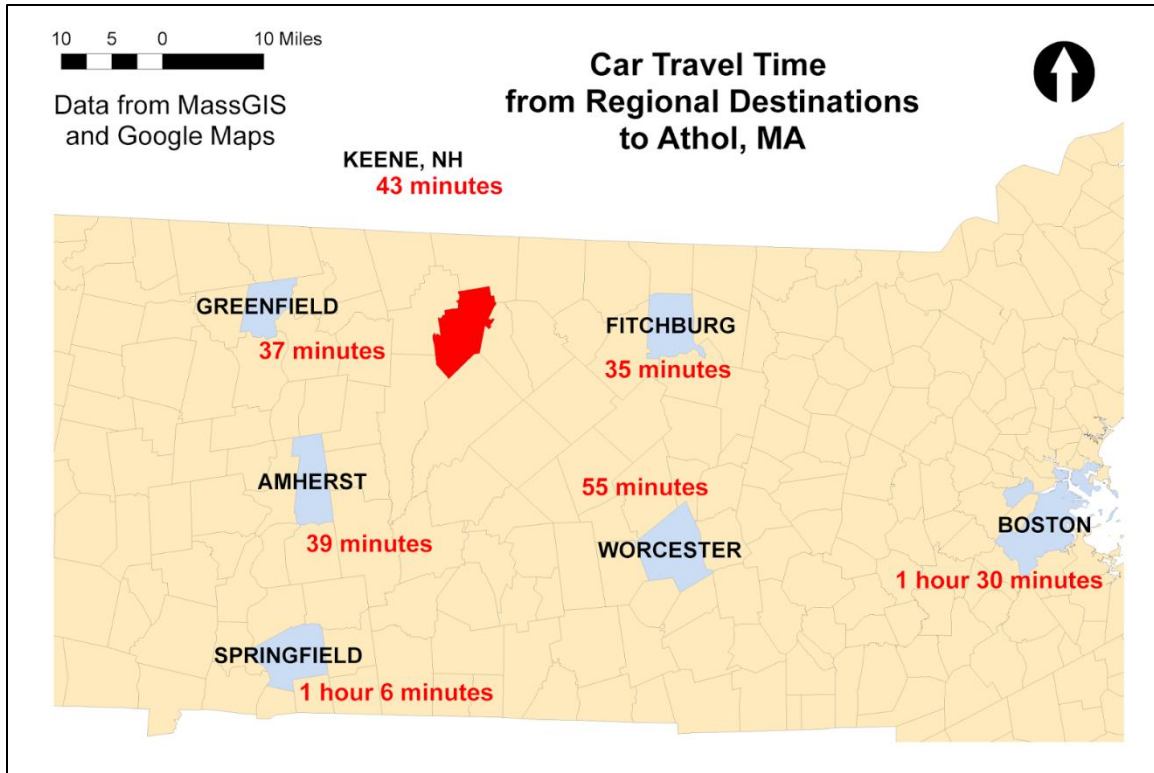 10 5 0 10 Miles
Data from MassGIS
and Google Maps
Car Travel Time
from Regional Destinations
to Athol, MA
KEENE, NH
43 minutes
GREENFIELD
37 minutes
FITCHBURG
35 minutes
AMHERST
39 minutes
55 minutes
WORCESTER
BOSTON
1 hour 30 minutes
SPRINGFIELD
1 hour 6 minutes